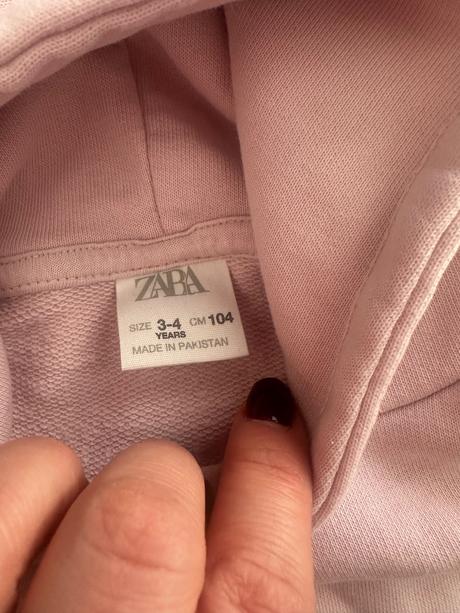 ZARA
SIZE 3-4 CM 104
YEARS
MADE IN PAKISTAN